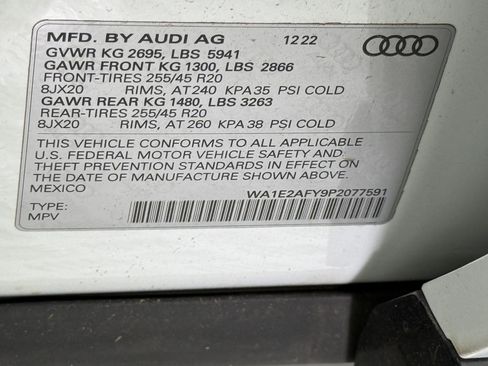 MFD. BY AUDI AG 12 22
GVWR KG 2695, LBS 5941
GAWR FRONT KG 1300, LBS 2866
FRONT-TIRES 255/45 R20
8JX20 RIMS, AT 240 KPA 35 PSI COLD
GAWR REAR KG 1480, LBS 3263
REAR-TIRES 255/45 R20
8JX20 RIMS, AT 260 KPA 38 PSI COLD
THIS VEHICLE CONFORMS TO ALL APPLICABLE
U.S. FEDERAL MOTOR VEHICLE SAFETY AND
THEFT PREVENTION STANDARDS IN EFFECT ON
THE DATE OF MANUFACTURE SHOWN ABOVE.
MEXICO WA1E2AFY9P2077591
TYPE:
MPV